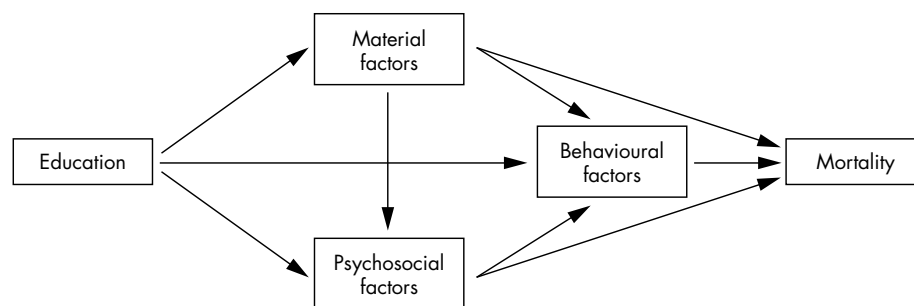 Material
factors
Education
Behavioural
factors
Mortality
Psychosocial
factors